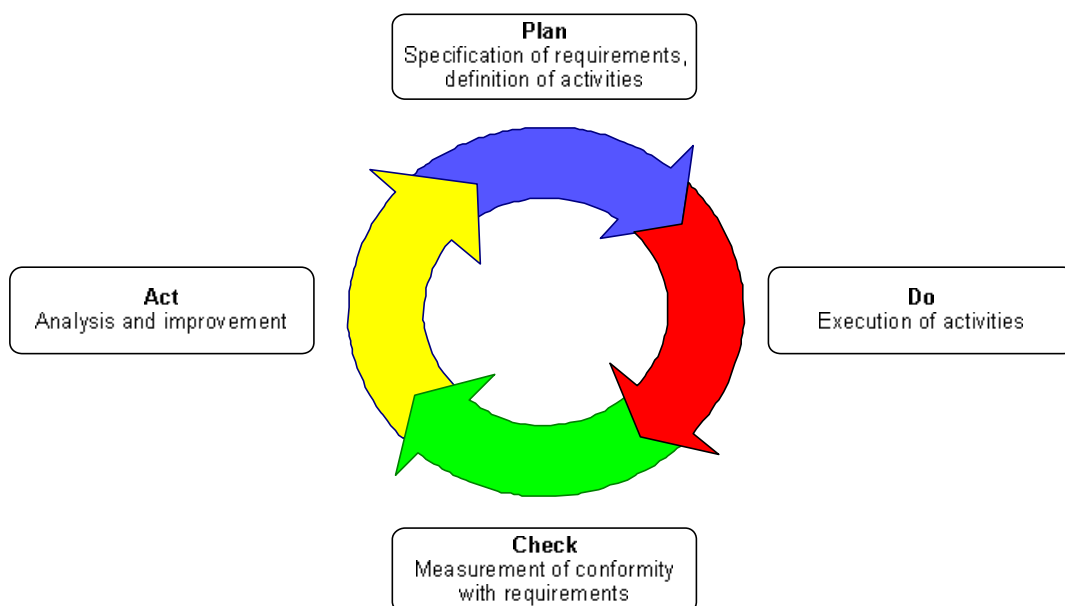 Plan
Specification of requirements,
definition of activities
Act
Analysis and improvement
Do
Execution of activities
Check
Measurement of conformity
with requirements